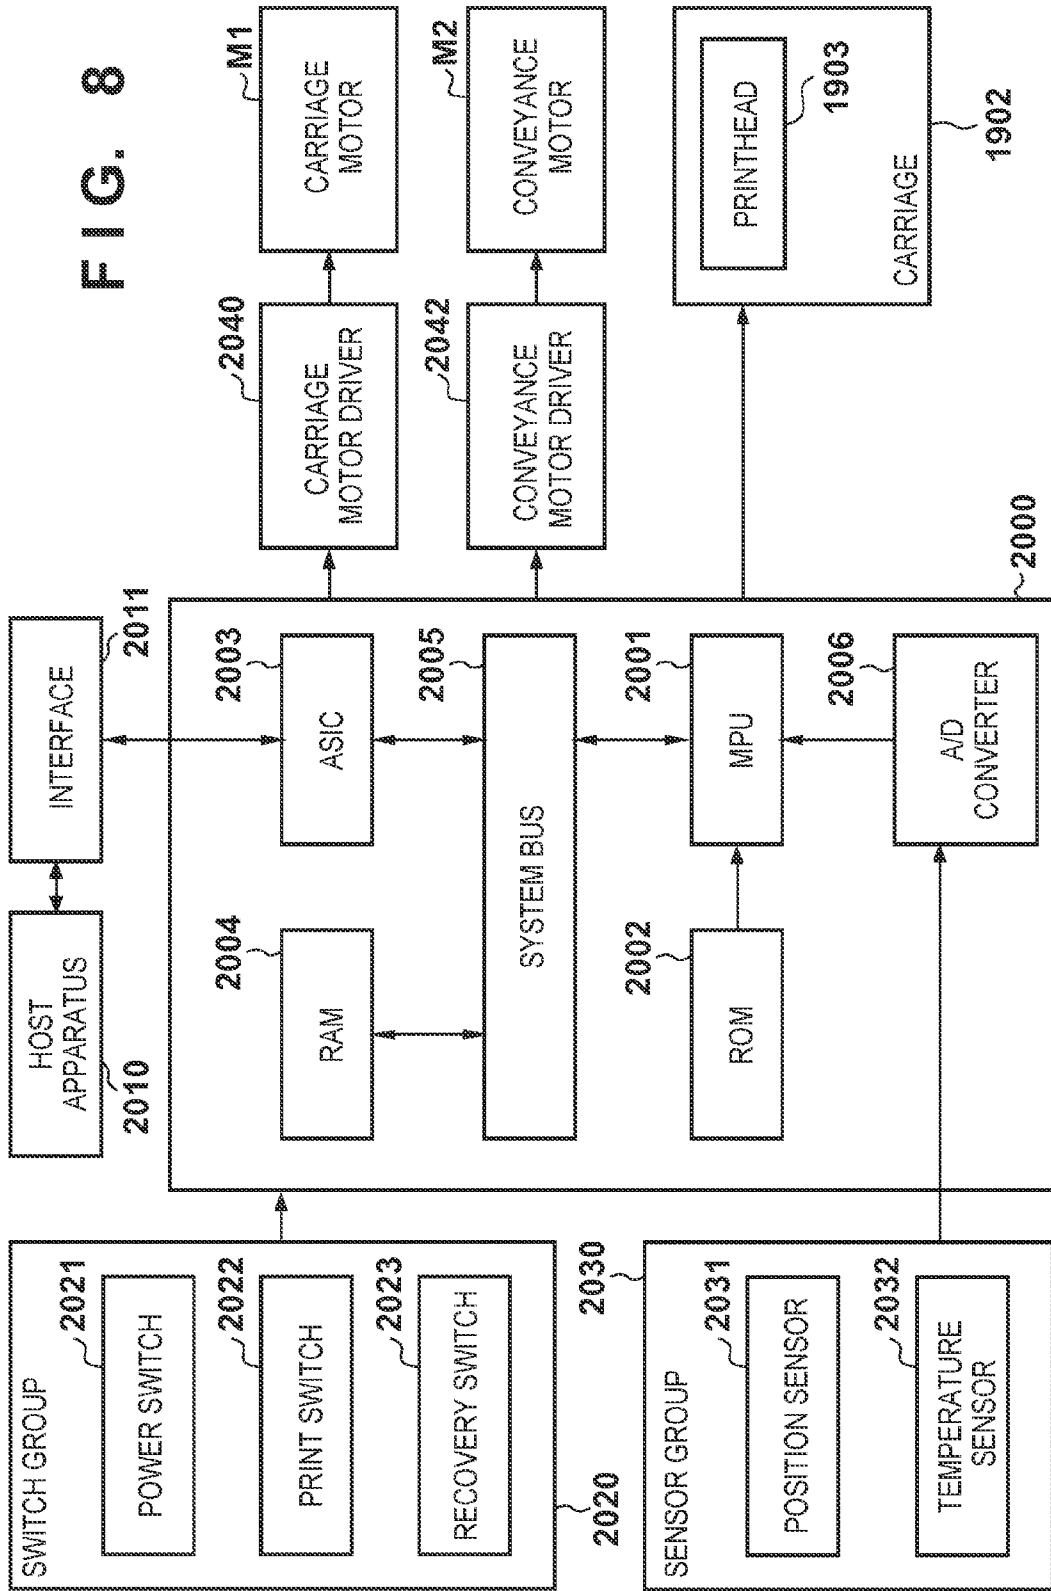 FIG. 8
HOST
APPARATUS
2010
INTERFACE
2011
SWITCH GROUP
POWER SWITCH
2021
PRINT SWITCH
2022
RECOVERY SWITCH
2023
2020
SENSOR GROUP
2030
POSITION SENSOR
2031
TEMPERATURE
SENSOR
2032
RAM
2004
ASIC
2003
SYSTEM BUS
2005
ROM
2002
MPU
2001
A/D
CONVERTER
2006
2000
CARRIAGE
MOTOR DRIVER
2040
CARRIAGE
MOTOR
M1
CONVEYANCE
MOTOR DRIVER
2042
CONVEYANCE
MOTOR
M2
PRINTHEAD
1903
CARRIAGE
1902